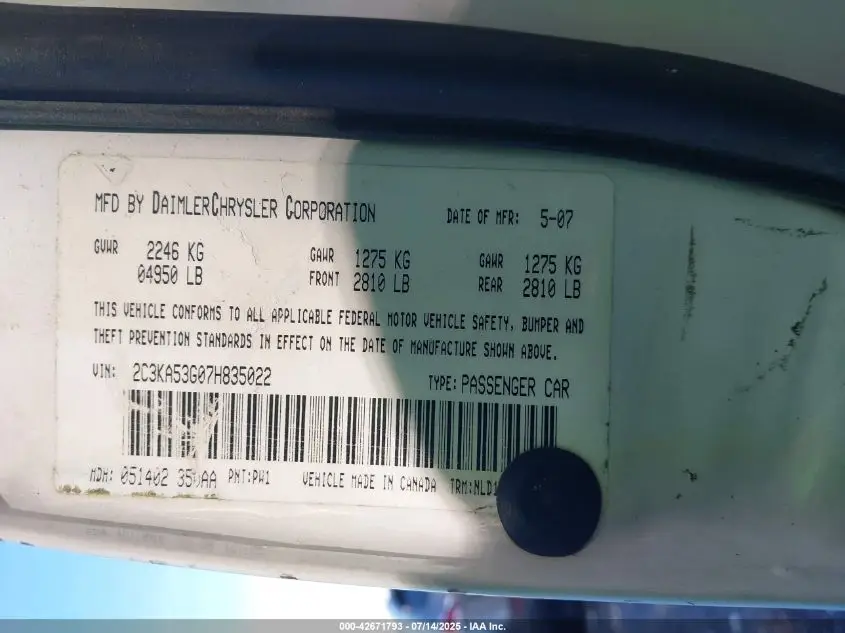 MFD BY DAIMLERCHRYSLER CORPORATION DATE OF MFR: 5-07
GVWR 2246 KG GAWR 1275 KG GAWR 1275 KG
04950 LB FRONT 2810 LB REAR 2810 LB
THIS VEHICLE CONFORMS TO ALL APPLICABLE FEDERAL MOTOR VEHICLE SAFETY, BUMPER AND
THEFT PREVENTION STANDARDS IN EFFECT ON THE DATE OF MANUFACTURE SHOWN ABOVE.
VIN: 2C3KA53G07H835022 TYPE: PASSENGER CAR
MDH: 051402 PNT: PW1 VEHICLE MADE IN CANADA
000-42671793 - 07/14/2025 - IAA Inc.